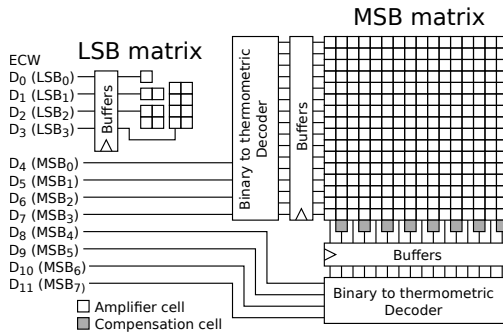 MSB matrix
LSB matrix
ECW
D0 (LSB0)
D1 (LSB1)
D2 (LSB2)
D3 (LSB3)
Buffers
D4 (MSB0)
D5 (MSB1)
D6 (MSB2)
D7 (MSB3)
D8 (MSB4)
D9 (MSB5)
D10 (MSB6)
D11 (MSB7)
Binary to thermometric
Decoder
Buffers
Buffers
Binary to thermometric
Decoder
Amplifier cell
Compensation cell